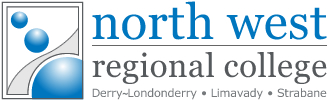 north west
regional college
Derry~Londonderry • Limavady • Strabane